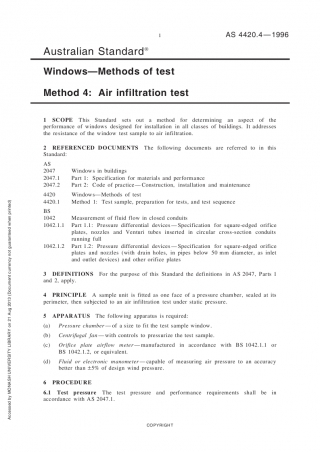 1
AS 4420.4—1996
Australian Standard®
Windows—Methods of test
Method 4: Air infiltration test
1 SCOPE This Standard sets out a method for determining an aspect of the
performance of windows designed for installation in all classes of buildings. It addresses
the resistance of the window test sample to air infiltration.
2 REFERENCED DOCUMENTS The following documents are referred to in this
Standard:
AS
2047 Windows in buildings
2047.1 Part 1: Specification for materials and performance
2047.2 Part 2: Code of practice—Construction, installation and maintenance
4420 Windows—Methods of test
4420.1 Method 1: Test sample, preparation for tests, and test sequence
BS
1042 Measurement of fluid flow in closed conduits
1042.1.1 Part 1.1: Pressure differential devices—Specification for square-edged orifice
plates, nozzles and Venturi tubes inserted in circular cross-section conduits
running full
1042.1.2 Part 1.2: Pressure differential devices—Specification for square-edged orifice
plates and nozzles (with drain holes, in pipes below 50 mm diameter, as inlet
and outlet devices) and other orifice plates
3 DEFINITIONS For the purpose of this Standard the definitions in AS 2047, Parts 1
and 2, apply.
4 PRINCIPLE A sample unit is fitted as one face of a pressure chamber, sealed at its
perimeter, then subjected to an air infiltration test under static pressure.
5 APPARATUS The following apparatus is required:
(a) Pressure chamber—of a size to fit the test sample window.
(b) Centrifugal fan—with controls to pressurize the test sample.
(c) Orifice plate airflow meter—manufactured in accordance with BS 1042.1.1 or
BS 1042.1.2, or equivalent.
(d) Fluid or electronic manometer—capable of measuring air pressure to an accuracy
better than ±5% of design wind pressure.
6 PROCEDURE
6.1 Test pressure The test pressure and performance requirements shall be in
accordance with AS 2047.1.
COPYRIGHT
Accessed by MONASH UNIVERSITY LIBRARY on 21 Aug 2013 (Document currency not guaranteed when printed)